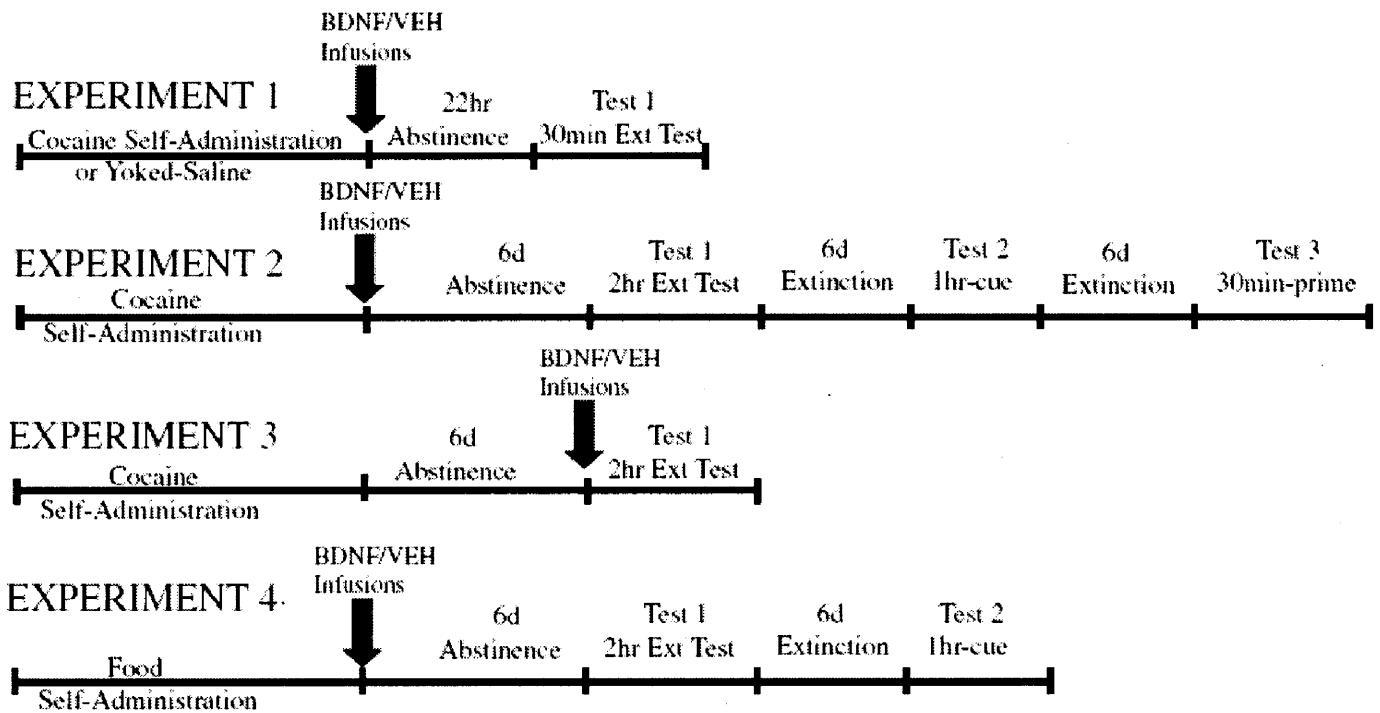 BDNF/VEH
Infusions
EXPERIMENT 1
22hr
Test 1
Cocaine Self-Administration
Abstinence
30min Ext Test
or Yoked-Saline
BDNF/VEH
Infusions
EXPERIMENT 2
6d
Test 1
6d
Test 2
6d
Test 3
Cocaine
Abstinence
2hr Ext Test
Extinction
1hr-cue
Extinction
30min-prime
Self-Administration
BDNF/VEH
Infusions
EXPERIMENT 3
6d
Test 1
Cocaine
Abstinence
2hr Ext Test
Self-Administration
BDNF/VEH
Infusions
EXPERIMENT 4
6d
Test 1
6d
Test 2
Food
Abstinence
2hr Ext Test
Extinction
1hr-cue
Self-Administration